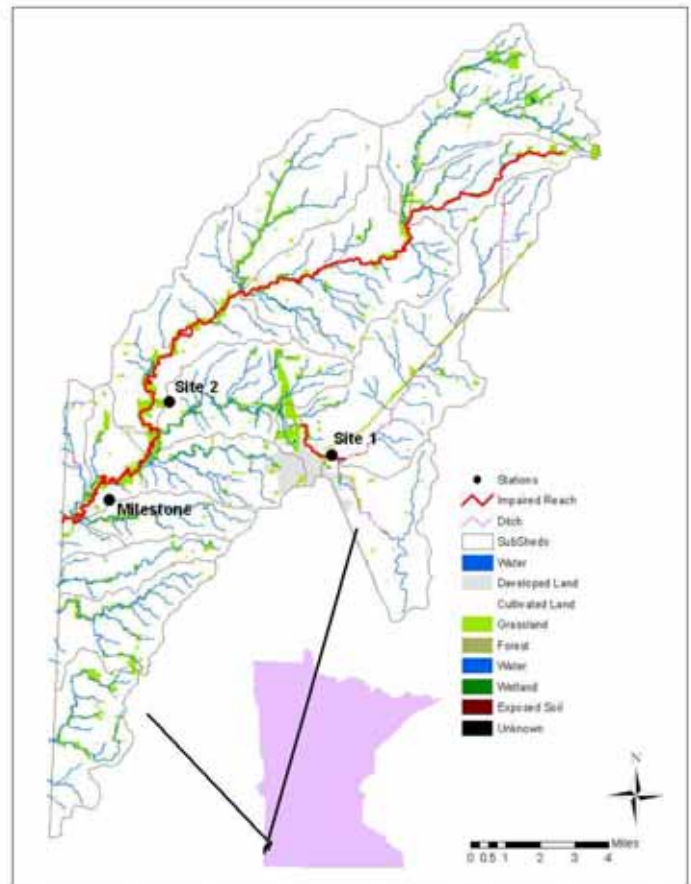 Site 2
Site 1
Milestone
Stations
Impaired Reach
Ditch
SubSheds
Water
Developed Land
Cultivated Land
Grassland
Forest
Water
Wetland
Exposed Soil
Unknown
N
Miles
0 0.5 1 2 3 4